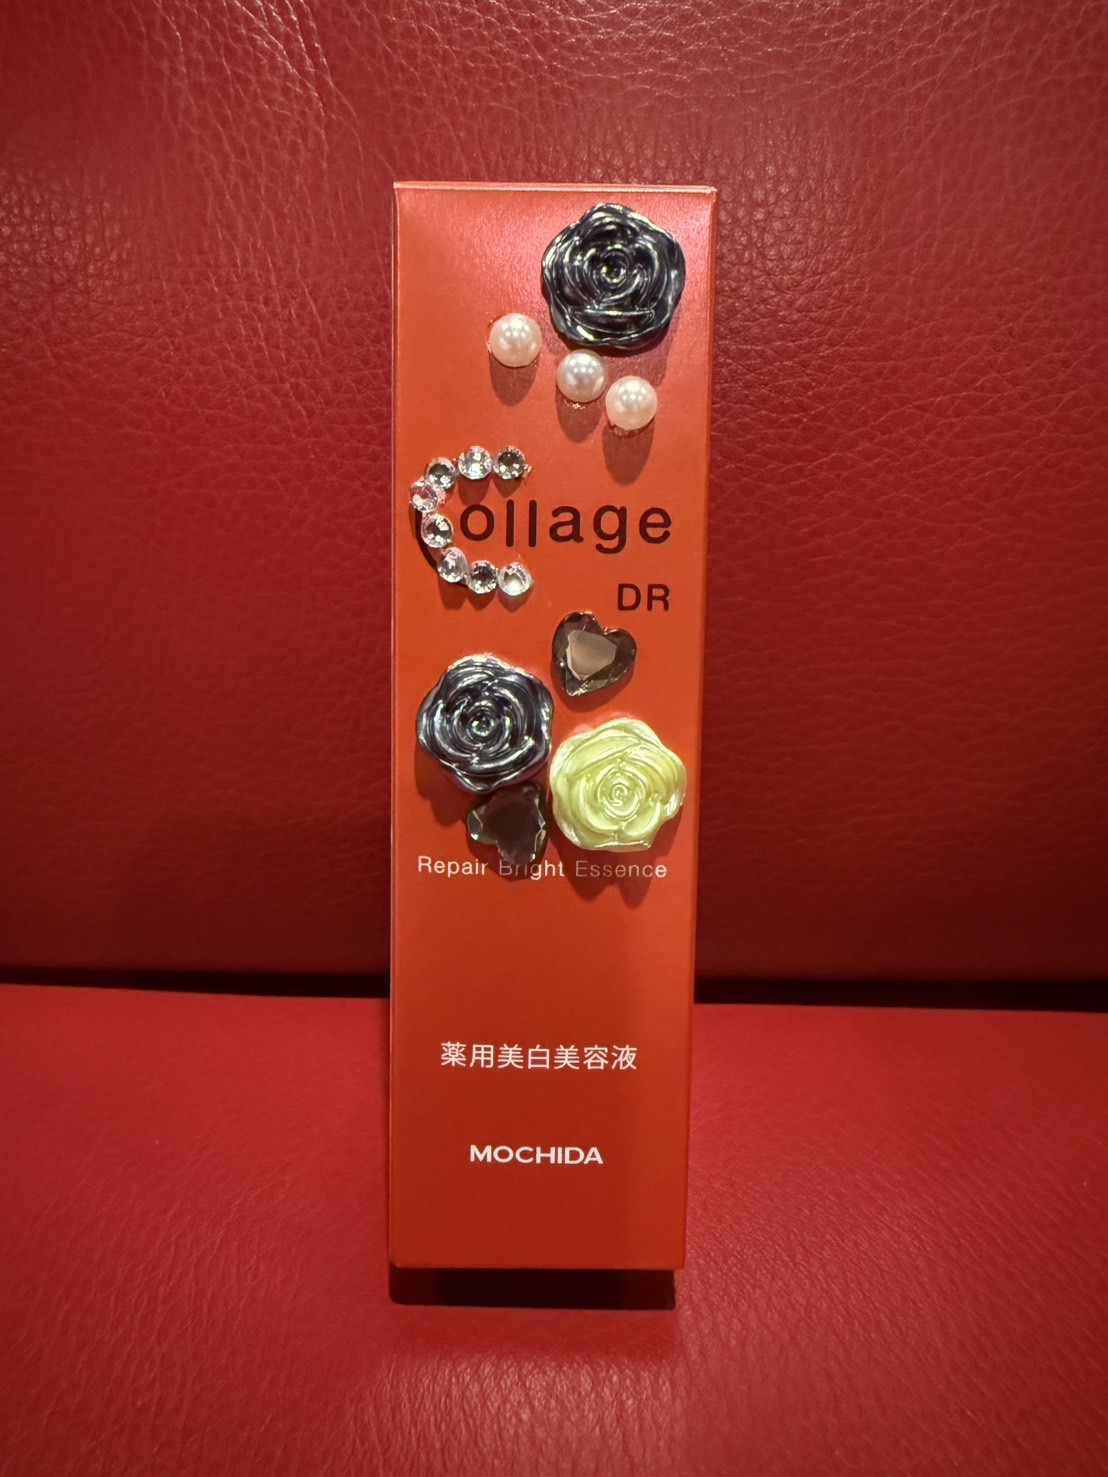 Collage
DR
Repair Bright Essence
薬用美白美容液
MOCHIDA